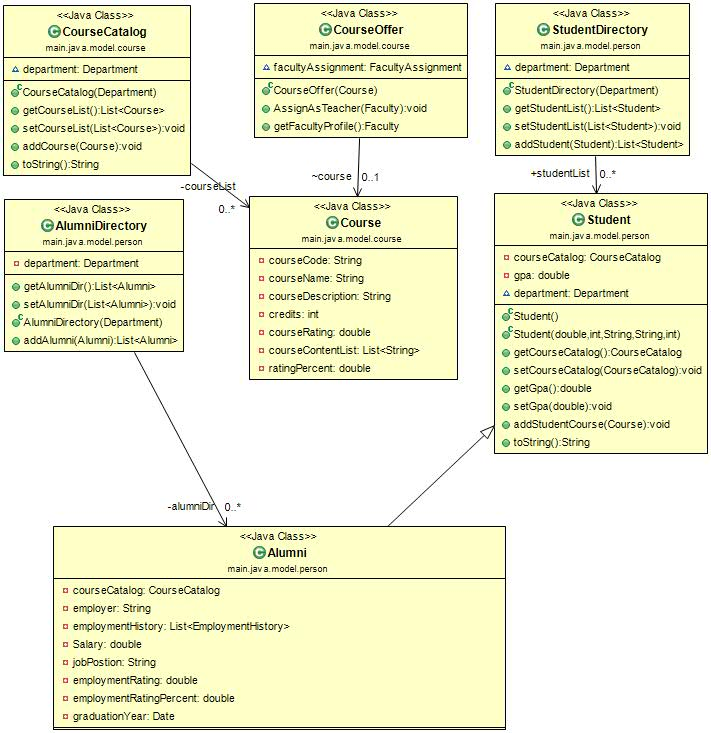 <<Java Class>>
CourseCatalog
main.java.model.course
department: Department
CourseCatalog(Department)
getCourseList():List<Course>
setCourseList(List<Course>):void
addCourse(Course):void
toString():String
<<Java Class>>
CourseOffer
main.java.model.course
facultyAssignment: FacultyAssignment
CourseOffer(Course)
AssignAsTeacher(Faculty):void
getFacultyProfile():Faculty
<<Java Class>>
StudentDirectory
main.java.model.person
department: Department
StudentDirectory(Department)
getStudentList():List<Student>
setStudentList(List<Student>):void
addStudent(Student):List<Student>
-courseList
0..*
~course 0..1
+studentList 0..*
<<Java Class>>
AlumniDirectory
main.java.model.person
department: Department
getAlumniDir():List<Alumni>
setAlumniDir(List<Alumni>):void
AlumniDirectory(Department)
addAlumni(Alumni):List<Alumni>
<<Java Class>>
Course
main.java.model.course
courseCode: String
courseName: String
courseDescription: String
credits: int
courseRating: double
courseContentList: List<String>
ratingPercent: double
<<Java Class>>
Student
main.java.model.person
courseCatalog: CourseCatalog
gpa: double
department: Department
Student()
Student(double,int,String,String,int)
getCourseCatalog():CourseCatalog
setCourseCatalog(CourseCatalog):void
getGpa():double
setGpa(double):void
addStudentCourse(Course):void
toString():String
-alumniDir 0..*
<<Java Class>>
Alumni
main.java.model.person
courseCatalog: CourseCatalog
employer: String
employmentHistory: List<EmploymentHistory>
Salary: double
jobPostion: String
employmentRating: double
employmentRatingPercent: double
graduationYear: Date